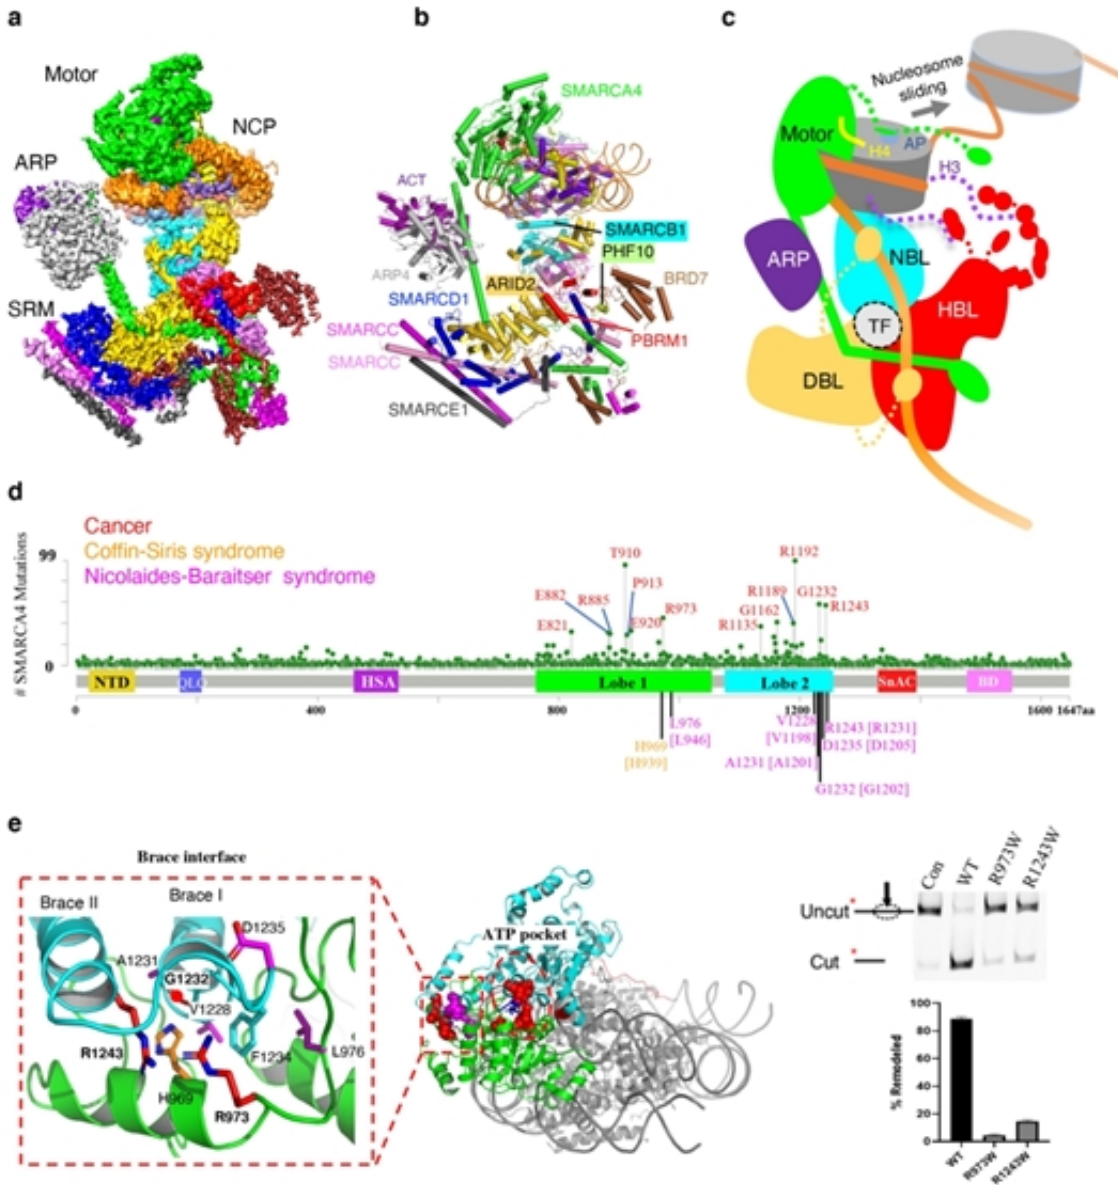 a
Motor
NCP
ARP
SRM
b
SMARCA4
ACT
SMARCB1
PHF10
ARP4
ARID2
BRD7
SMARCD1
SMARCC
PBRM1
SMARCC
SMARCE1
c
Nucleosome
sliding
Motor
AP
H4
H3
ARP
NBL
HBL
TF
DBL
d
Cancer
Coffin-Siris syndrome
Nicolaides-Baraitser syndrome
# SMARCA4 Mutations
99
0
T910
R1192
E882
R885
P913
R1189
G1232
E821
E920
R973
G1162
R1243
R1135
NTD
QLQ
HSA
Lobe 1
Lobe 2
SnAC
BD
0
400
800
1200
1600 1647aa
L976
[L946]
V1228
[V1198]
R1243 [R1231]
D1235 [D1205]
H969
[H939]
A1231 [A1201]
G1232 [G1202]
e
Brace interface
Brace II
Brace I
D1235
A1231
G1232
V1228
R1243
F1234
L976
H969
R973
ATP pocket
Con
WT
R973W
R1243W
Uncut
*
Cut
*
% Remodeled
100
80
60
40
20
0
WT
R973W
R1243W